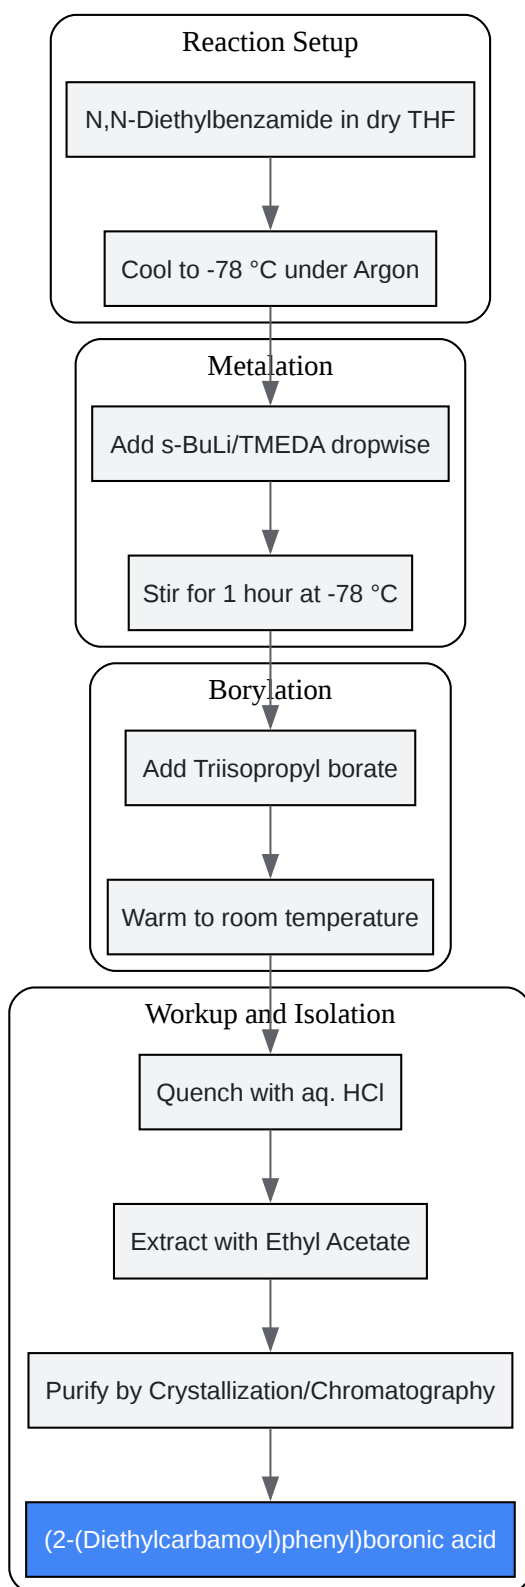 Reaction Setup
N,N-Diethylbenzamide in dry THF
Cool to -78 °C under Argon
Metalation
Add s-BuLi/TMEDA dropwise
Stir for 1 hour at -78 °C
Borylation
Add Triisopropyl borate
Warm to room temperature
Workup and Isolation
Quench with aq. HCl
Extract with Ethyl Acetate
Purify by Crystallization/Chromatography
(2-(Diethylcarbamoyl)phenyl)boronic acid